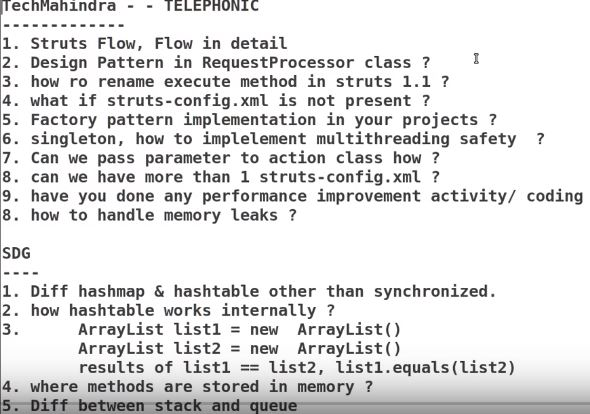 TechMahindra - - TELEPHONIC
-------------
1. Struts Flow, Flow in detail
2. Design Pattern in RequestProcessor class ?
3. how ro rename execute method in struts 1.1 ?
4. what if struts-config.xml is not present ?
5. Factory pattern implementation in your projects ?
6. singleton, how to implelement multithreading safety  ?
7. Can we pass parameter to action class how ?
8. can we have more than 1 struts-config.xml ?
9. have you done any performance improvement activity/ coding
8. how to handle memory leaks ?
SDG
----
1. Diff hashmap & hashtable other than synchronized.
2. how hashtable works internally ?
3.      ArrayList list1 = new  ArrayList()
        ArrayList list2 = new  ArrayList()
        results of list1 == list2, list1.equals(list2)
4. where methods are stored in memory ?
5. Diff between stack and queue